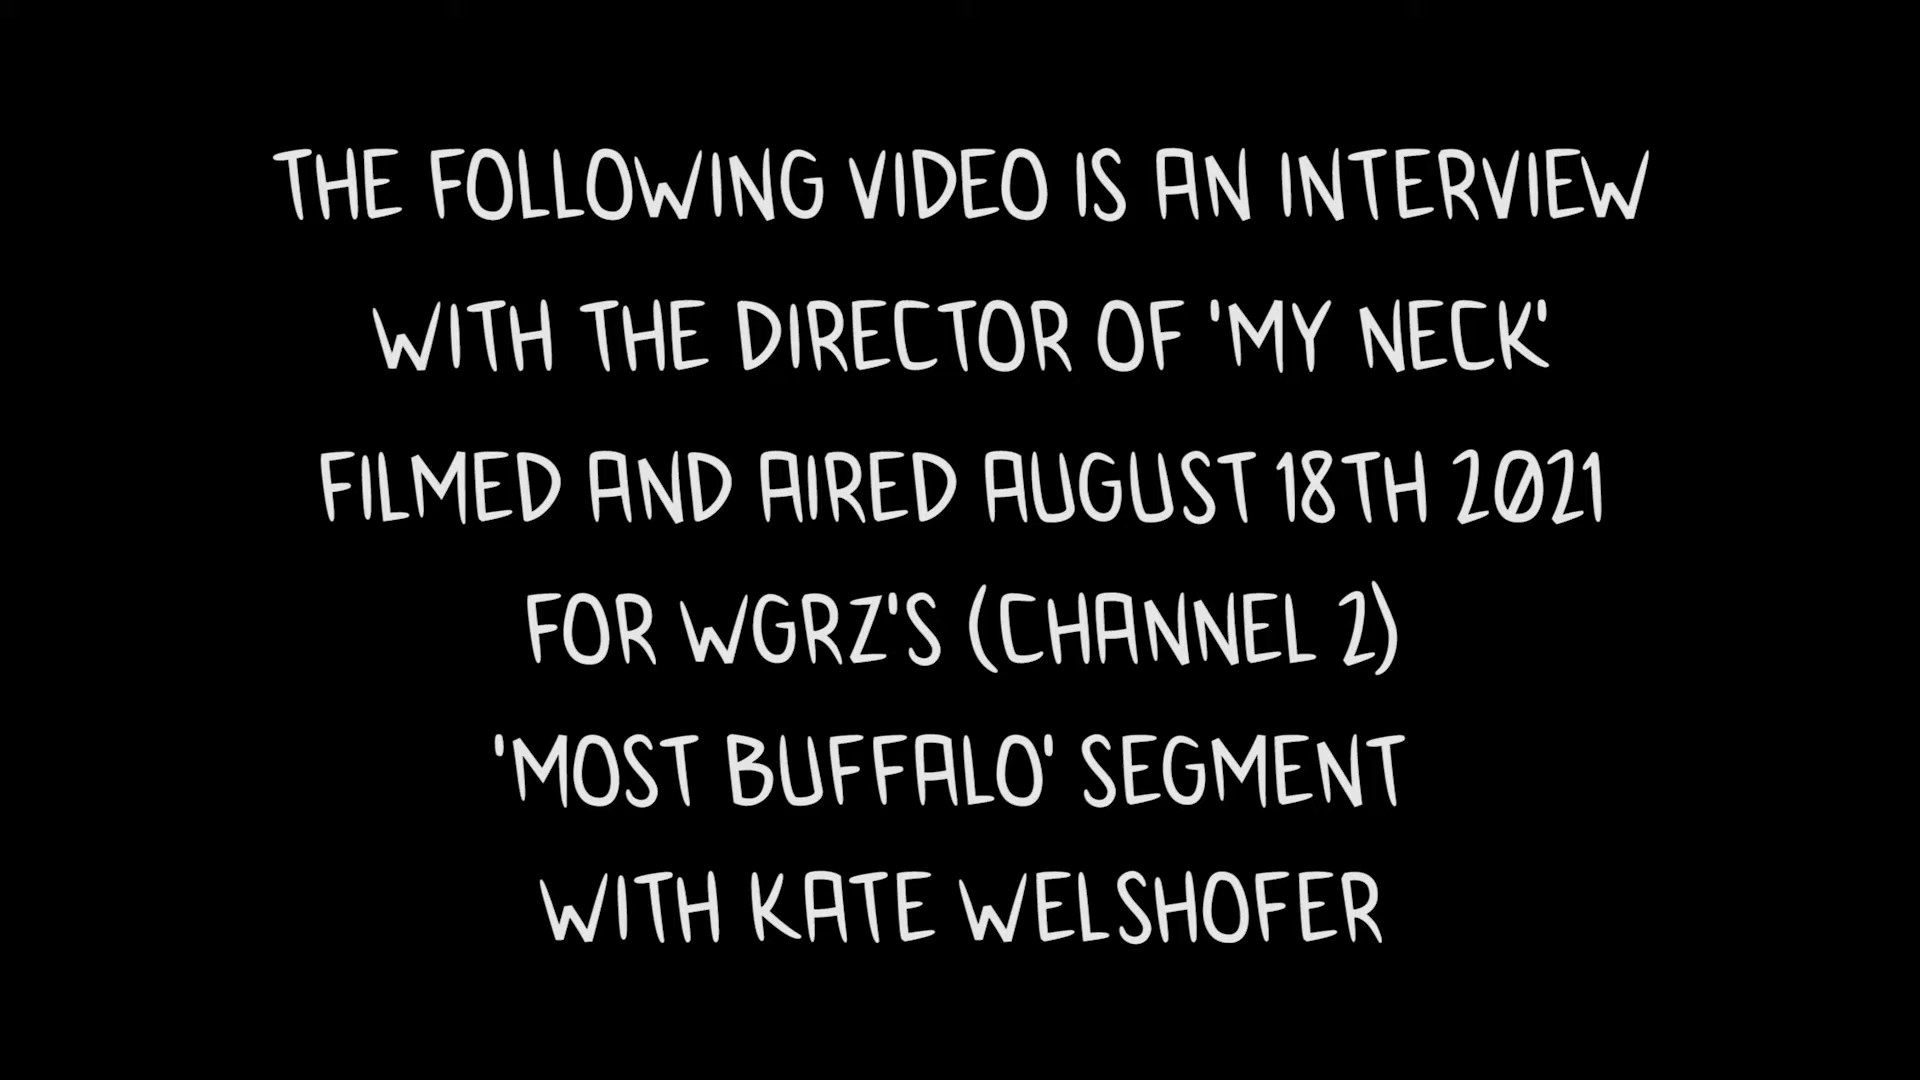 THE FOLLOWING VIDEO IS AN INTERVIEW
WITH THE DIRECTOR OF 'MY NECK'
FILMED AND AIRED AUGUST 18TH 2021
FOR WGRZ'S (CHANNEL 2)
'MOST BUFFALO' SEGMENT
WITH KATE WELSHOFER